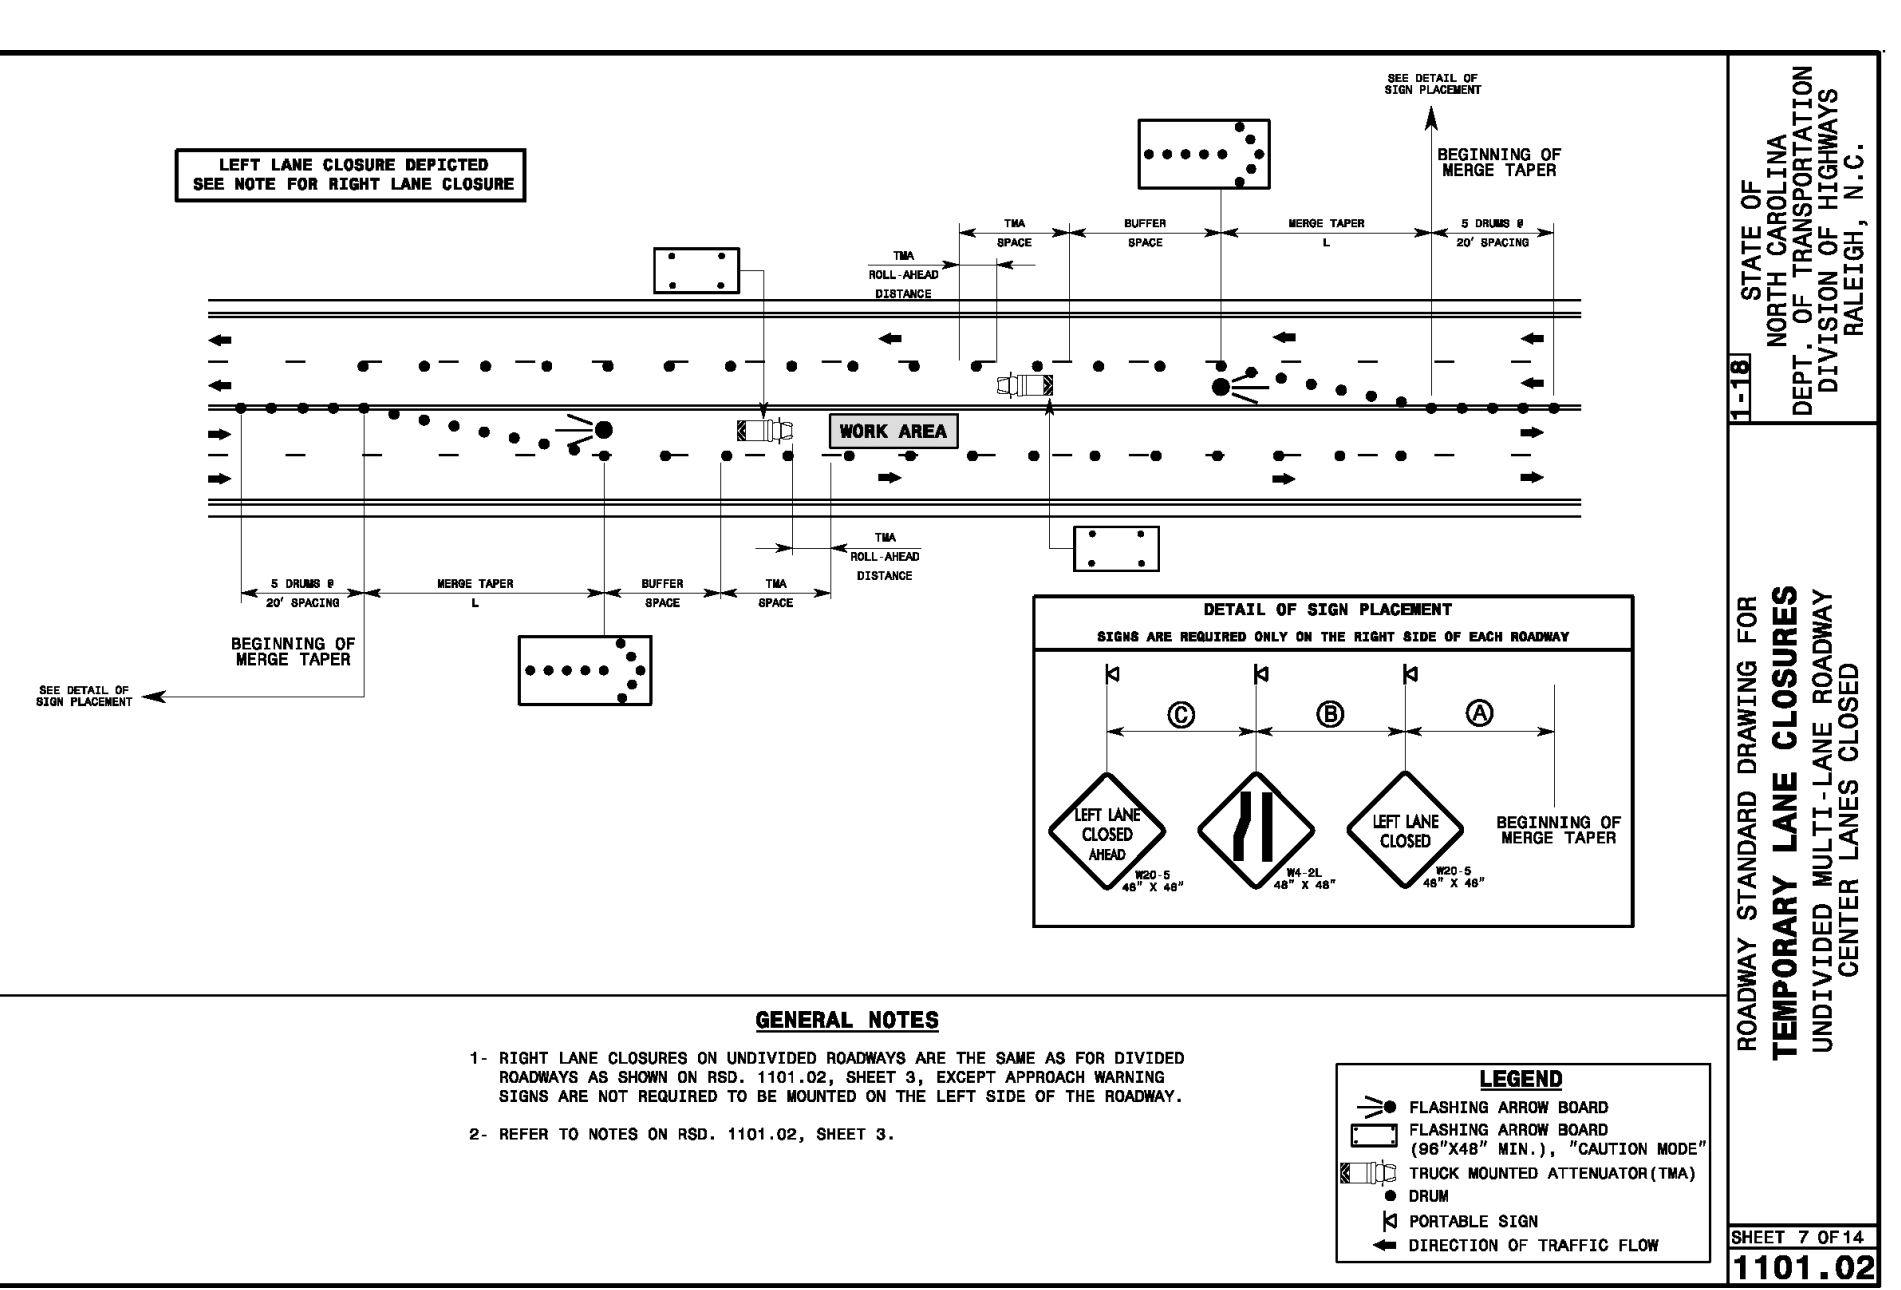 SEE DETAIL OF
SIGN PLACEMENT
BEGINNING OF
MERGE TAPER
LEFT LANE CLOSURE DEPICTED
SEE NOTE FOR RIGHT LANE CLOSURE
TMA
SPACE
BUFFER
SPACE
MERGE TAPER
L
5 DRUMS @
20' SPACING
TMA
ROLL-AHEAD
DISTANCE
WORK AREA
TMA
ROLL-AHEAD
DISTANCE
5 DRUMS @
20' SPACING
MERGE TAPER
L
BUFFER
SPACE
TMA
SPACE
BEGINNING OF
MERGE TAPER
SEE DETAIL OF
SIGN PLACEMENT
DETAIL OF SIGN PLACEMENT
SIGNS ARE REQUIRED ONLY ON THE RIGHT SIDE OF EACH ROADWAY
C
B
A
LEFT LANE
CLOSED
AHEAD
W20-5
48" X 48"
W4-2L
48" X 48"
LEFT LANE
CLOSED
W20-5
48" X 48"
BEGINNING OF
MERGE TAPER
GENERAL NOTES
1- RIGHT LANE CLOSURES ON UNDIVIDED ROADWAYS ARE THE SAME AS FOR DIVIDED
ROADWAYS AS SHOWN ON RSD. 1101.02, SHEET 3, EXCEPT APPROACH WARNING
SIGNS ARE NOT REQUIRED TO BE MOUNTED ON THE LEFT SIDE OF THE ROADWAY.
2- REFER TO NOTES ON RSD. 1101.02, SHEET 3.
LEGEND
FLASHING ARROW BOARD
FLASHING ARROW BOARD
(96"X48" MIN.), "CAUTION MODE"
TRUCK MOUNTED ATTENUATOR(TMA)
DRUM
PORTABLE SIGN
DIRECTION OF TRAFFIC FLOW
1-18
STATE OF
NORTH CAROLINA
DEPT. OF TRANSPORTATION
DIVISION OF HIGHWAYS
RALEIGH, N.C.
ROADWAY STANDARD DRAWING FOR
TEMPORARY LANE CLOSURES
UNDIVIDED MULTI-LANE ROADWAY
CENTER LANES CLOSED
SHEET 7 OF 14
1101.02